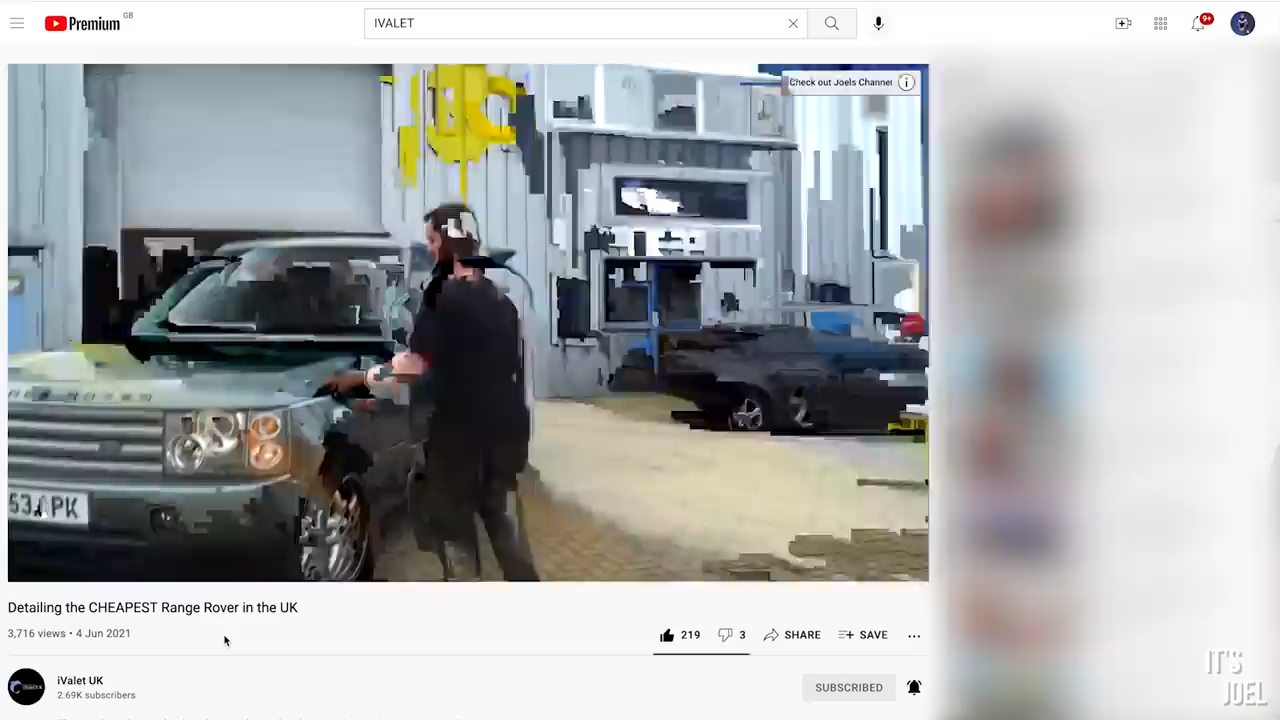 Premium GB
IVALET
9+
Check out Joels Channel
53 APK
Detailing the CHEAPEST Range Rover in the UK
3,716 views • 4 Jun 2021
219
3
SHARE
SAVE
iValet UK
2.69K subscribers
SUBSCRIBED
IT'S
JOEL